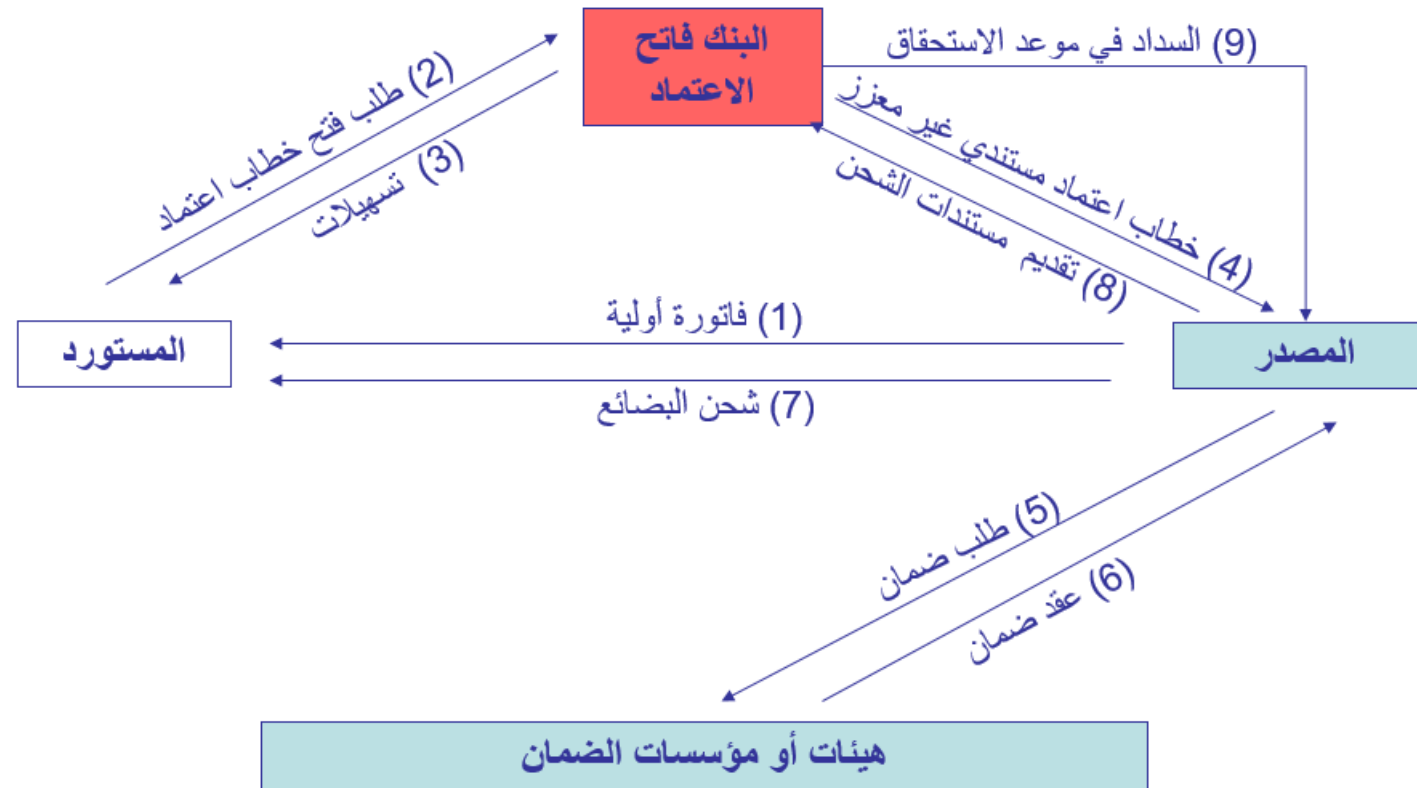 البنك فاتح
الاعتماد
(9) السداد في موعد الاستحقاق
(2) طلب فتح خطاب اعتماد
(3) تسهيلات
(4) خطاب اعتماد مستندي غير معزز
(8) تقديم مستندات الشحن
(1) فاتورة أولية
المصدر
المستورد
(7) شحن البضائع
(5) طلب ضمان
(6) عقد ضمان
هيئات أو مؤسسات الضمان